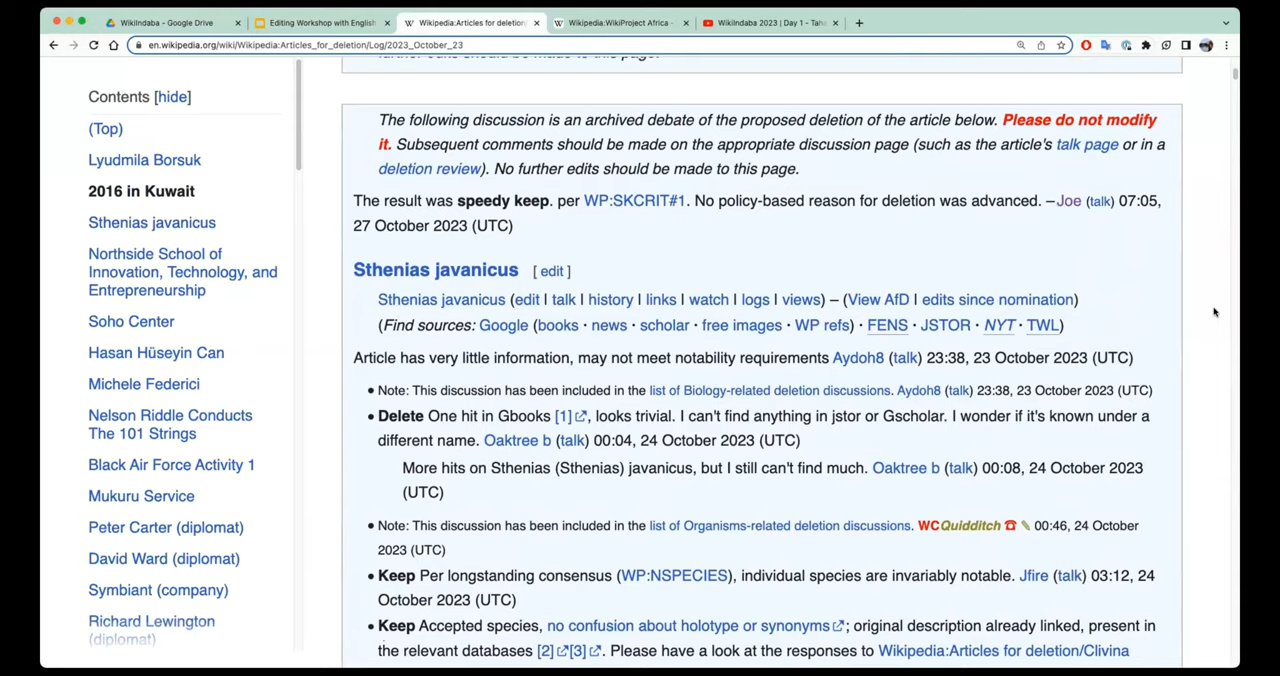 WikiIndaba - Google Drive
Editing Workshop with English
Wikipedia:Articles for deletion/
Wikipedia:WikiProject Africa -
WikiIndaba 2023 | Day 1 - Tah
en.wikipedia.org/wiki/Wikipedia:Articles_for_deletion/Log/2023_October_23
Contents [hide]
(Top)
Lyudmila Borsuk
2016 in Kuwait
Sthenias javanicus
Northside School of
Innovation, Technology, and
Entrepreneurship
Soho Center
Hasan Hüseyin Can
Michele Federici
Nelson Riddle Conducts
The 101 Strings
Black Air Force Activity 1
Mukuru Service
Peter Carter (diplomat)
David Ward (diplomat)
Symbiant (company)
Richard Lewington
(diplomat)
further edits should be made to this page.
The following discussion is an archived debate of the proposed deletion of the article below. Please do not modify
it. Subsequent comments should be made on the appropriate discussion page (such as the article's talk page or in a
deletion review). No further edits should be made to this page.
The result was speedy keep. per WP:SKCRIT#1. No policy-based reason for deletion was advanced. –Joe (talk) 07:05,
27 October 2023 (UTC)
Sthenias javanicus [ edit ]
Sthenias javanicus (edit | talk | history | links | watch | logs | views) – (View AfD | edits since nomination)
(Find sources: Google (books · news · scholar · free images · WP refs) · FENS · JSTOR · NYT · TWL)
Article has very little information, may not meet notability requirements Aydoh8 (talk) 23:38, 23 October 2023 (UTC)
• Note: This discussion has been included in the list of Biology-related deletion discussions. Aydoh8 (talk) 23:38, 23 October 2023 (UTC)
• Delete One hit in Gbooks [1], looks trivial. I can't find anything in jstor or Gscholar. I wonder if it's known under a
different name. Oaktree b (talk) 00:04, 24 October 2023 (UTC)
More hits on Sthenias (Sthenias) javanicus, but I still can't find much. Oaktree b (talk) 00:08, 24 October 2023
(UTC)
• Note: This discussion has been included in the list of Organisms-related deletion discussions. WCQuidditch ☎ ✎ 00:46, 24 October
2023 (UTC)
• Keep Per longstanding consensus (WP:NSPECIES), individual species are invariably notable. Jfire (talk) 03:12, 24
October 2023 (UTC)
• Keep Accepted species, no confusion about holotype or synonyms; original description already linked, present in
the relevant databases [2][3]. Please have a look at the responses to Wikipedia:Articles for deletion/Clivina